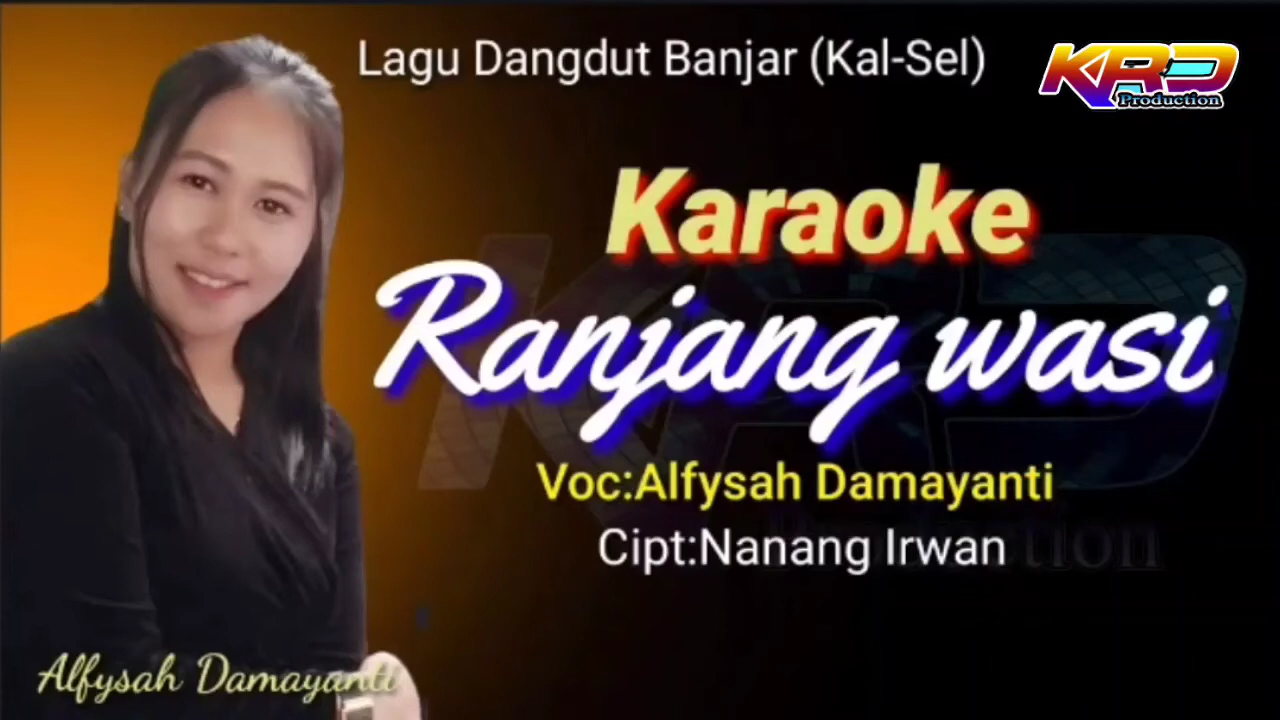 Lagu Dangdut Banjar (Kal-Sel)
KRD
Production
Karaoke
Ranjang wasi
Voc:Alfysah Damayanti
Cipt:Nanang Irwan
Alfysah Damayanti